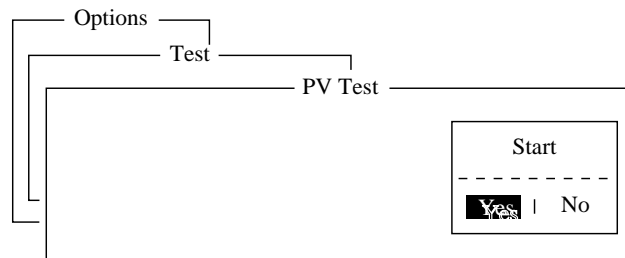 Options
Test
PV Test
Start
Yes | No